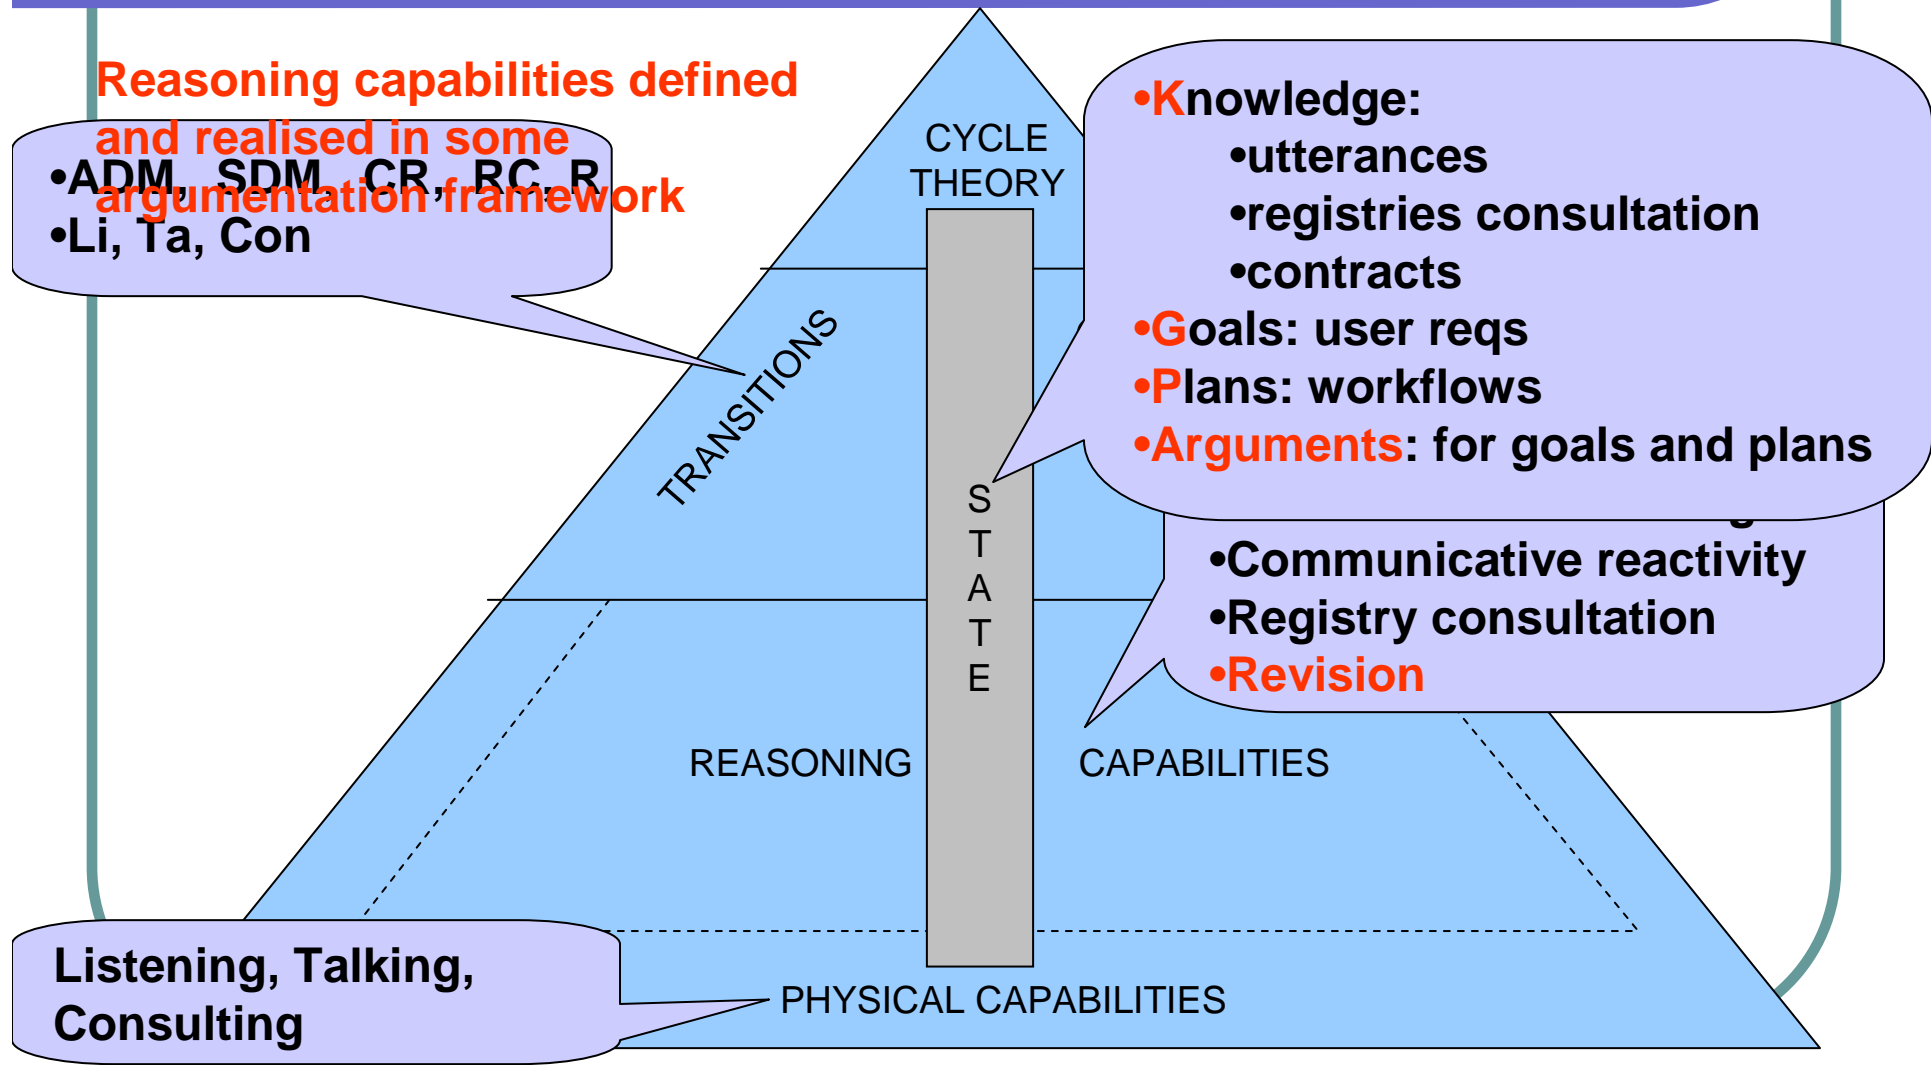 Reasoning capabilities defined
and realised in some
argumentation framework
•ADM, SDM, CR, RC, R
•Li, Ta, Con
CYCLE
THEORY
•Knowledge:
•utterances
•registries consultation
•contracts
•Goals: user reqs
•Plans: workflows
•Arguments: for goals and plans
TRANSITIONS
S
T
A
T
E
•Communicative reactivity
•Registry consultation
•Revision
REASONING CAPABILITIES
Listening, Talking,
Consulting
PHYSICAL CAPABILITIES